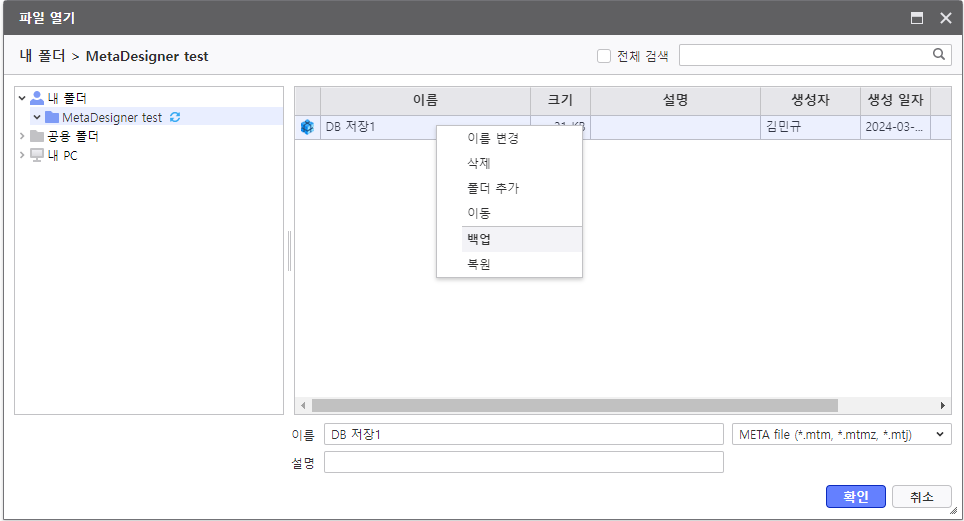 파일 열기
내 폴더 > MetaDesigner test
전체 검색
내 폴더
MetaDesigner test
공용 폴더
내 PC
이름 크기 설명 생성자 생성 일자
DB 저장1 21 KB 김민규 2024-03-...
이름 변경
삭제
폴더 추가
이동
백업
복원
이름 DB 저장1 META file (*.mtm, *.mtmz, *.mtj)
설명
확인 취소